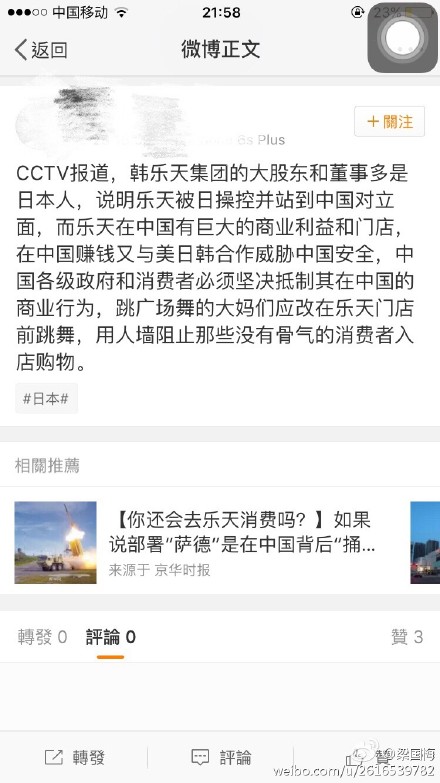 中国移动
21:58
23%
返回
微博正文
6s Plus
+關注
CCTV报道，韩乐天集团的大股东和董事多是
日本人，说明乐天被日操控并站到中国对立
面，而乐天在中国有巨大的商业利益和门店，
在中国赚钱又与美日韩合作威胁中国安全，中
国各级政府和消费者必须坚决抵制其在中国的
商业行为，跳广场舞的大妈们应改在乐天门店
前跳舞，用人墙阻止那些没有骨气的消费者入
店购物。
#日本#
相關推薦
【你还会去乐天消费吗？】如果
说部署“萨德”是在中国背后“捅...
来源于 京华时报
轉發 0
評論 0
贊 3
轉發
評論
贊
@梁国梅
weibo.com/u/2616539782